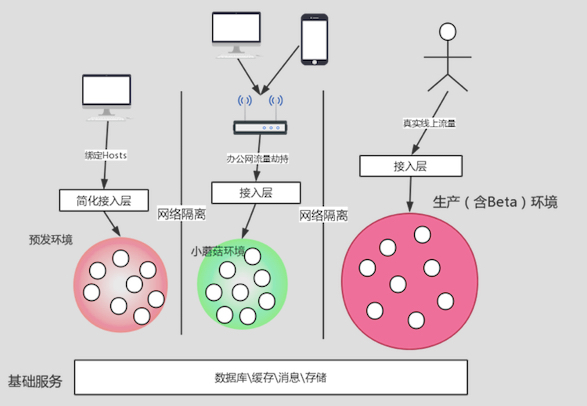 真实线上流量
绑定Hosts
办公网流量劫持
接入层
简化接入层
接入层
生产（含Beta）环境
网络隔离
网络隔离
预发环境
小蘑菇环境
基础服务
数据库\缓存\消息\存储